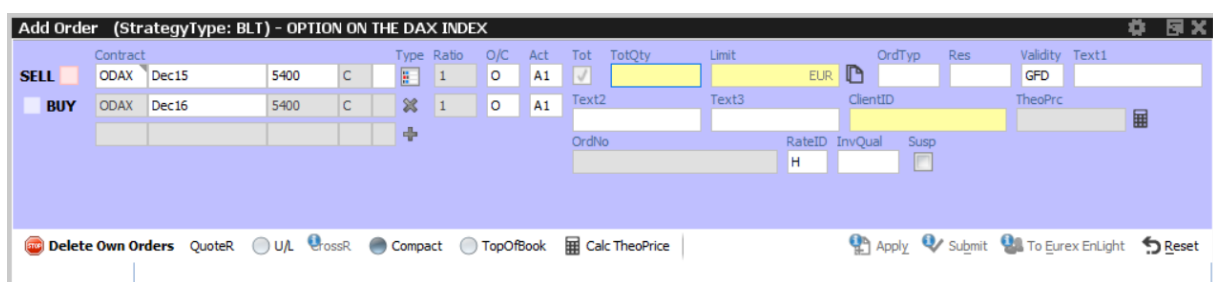 Add Order (StrategyType: BLT) - OPTION ON THE DAX INDEX
Contract Type Ratio O/C Act Tot TotQty Limit OrdTyp Res Validity Text1
SELL ODAX Dec15 5400 C 1 O A1 EUR GFD
BUY ODAX Dec16 5400 C 1 O A1 Text2 Text3 ClientID TheoPrc
OrdNo RateID InvQual Susp
H
STOP Delete Own Orders QuoteR U/L CrossR Compact TopOfBook Calc TheoPrice Apply Submit To Eurex EnLight Reset